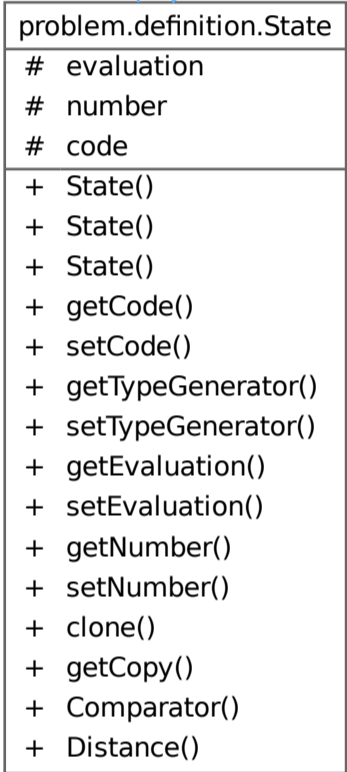 problem.definition.State
# evaluation
# number
# code
+ State()
+ State()
+ State()
+ getCode()
+ setCode()
+ getTypeGenerator()
+ setTypeGenerator()
+ getEvaluation()
+ setEvaluation()
+ getNumber()
+ setNumber()
+ clone()
+ getCopy()
+ Comparator()
+ Distance()